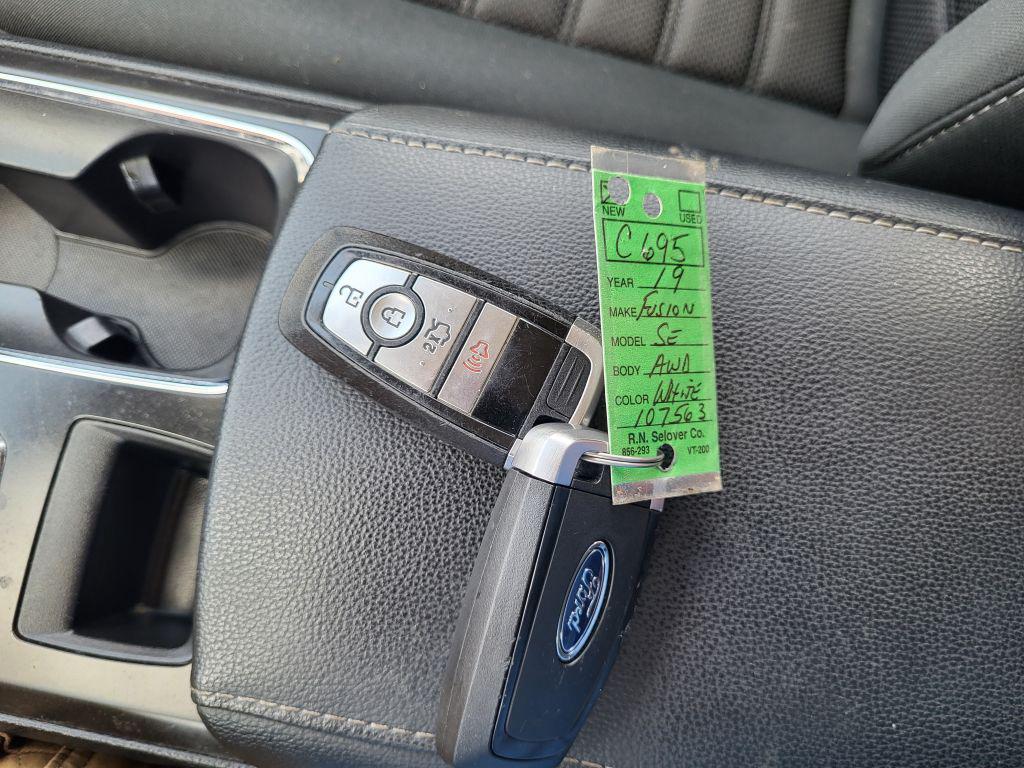 NEW USED
C695
YEAR 19
MAKE Fusion
MODEL SE
BODY AWD
COLOR White
107563
R.N. Selover Co.
856-293 VT-200
2X
Ford